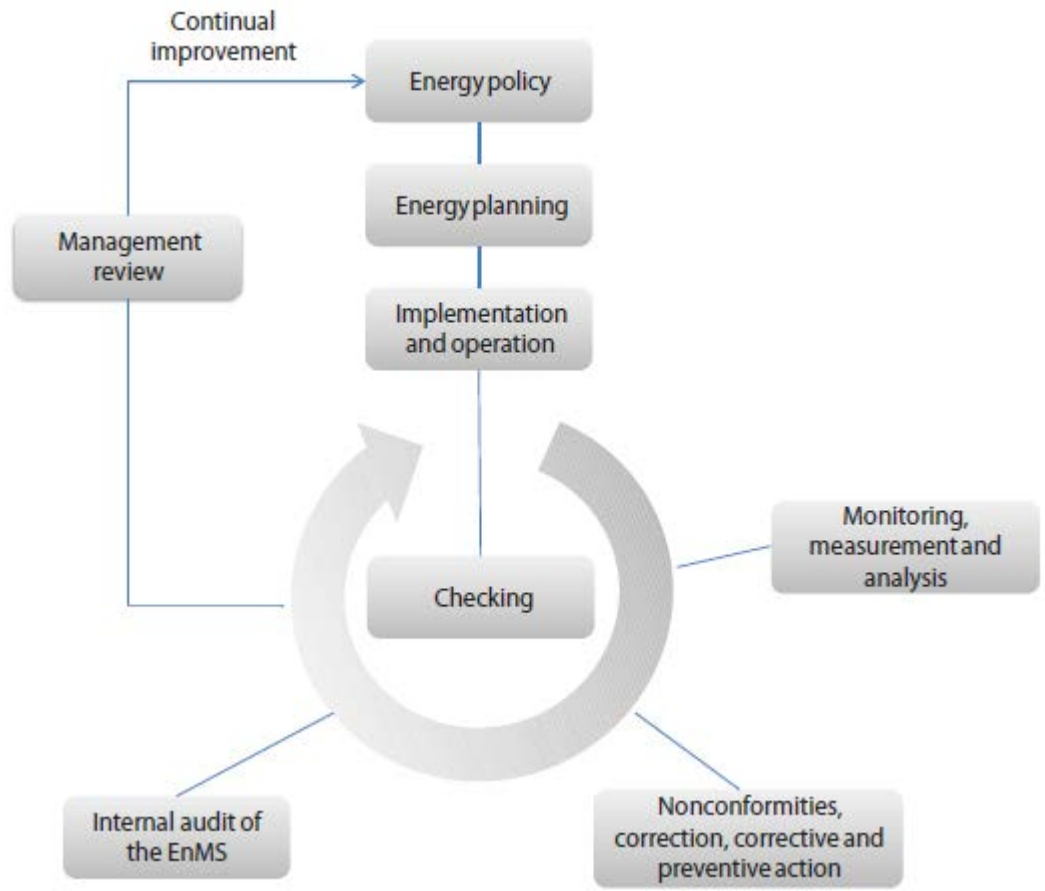 Continual
improvement
Energy policy
Energy planning
Management
review
Implementation
and operation
Monitoring,
measurement and
analysis
Checking
Internal audit of
the EnMS
Nonconformities,
correction, corrective and
preventive action